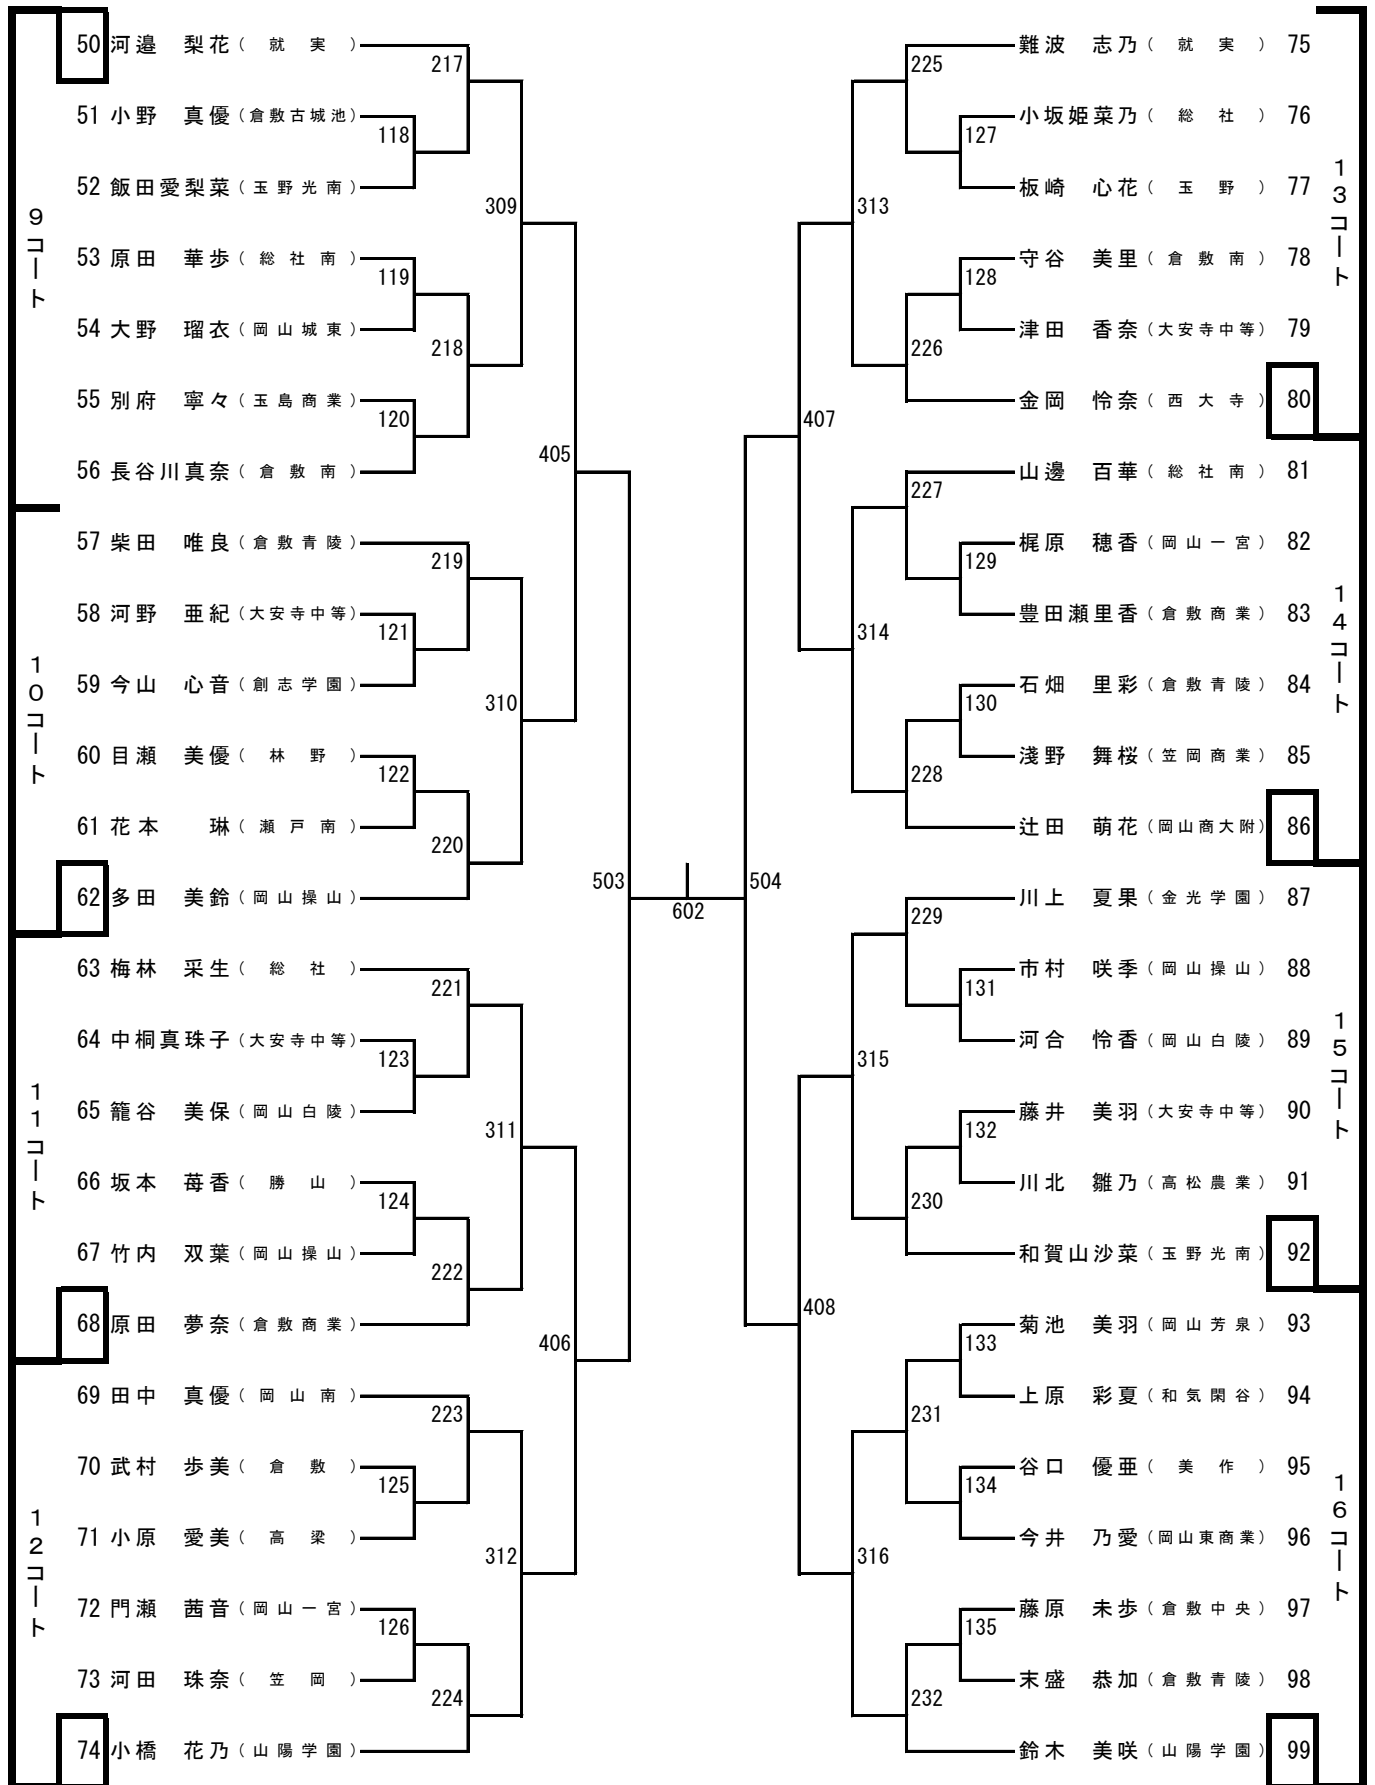 9コート
50 河邉 梨花 (就実)
51 小野 真優 (倉敷古城池)
52 飯田愛梨菜 (玉野光南)
53 原田 華歩 (総社南)
54 大野 瑠衣 (岡山城東)
55 別府 寧々 (玉島商業)
56 長谷川真奈 (倉敷南)
10コート
57 柴田 唯良 (倉敷青陵)
58 河野 亜紀 (大安寺中等)
59 今山 心音 (創志学園)
60 目瀬 美優 (林野)
61 花本 琳 (瀬戸南)
62 多田 美鈴 (岡山操山)
11コート
63 梅林 采生 (総社)
64 中桐真珠子 (大安寺中等)
65 籠谷 美保 (岡山白陵)
66 坂本 苺香 (勝山)
67 竹内 双葉 (岡山操山)
68 原田 夢奈 (倉敷商業)
12コート
69 田中 真優 (岡山南)
70 武村 歩美 (倉敷)
71 小原 愛美 (高梁)
72 門瀬 茜音 (岡山一宮)
73 河田 珠奈 (笠岡)
74 小橋 花乃 (山陽学園)
118
119
120
121
122
123
124
125
126
217
218
219
220
221
222
223
224
309
310
311
312
405
406
503
602
504
407
408
313
314
315
316
225
226
227
228
229
230
231
232
127
128
129
130
131
132
133
134
135
難波 志乃 (就実) 75
小坂姫菜乃 (総社) 76
板崎 心花 (玉野) 77
守谷 美里 (倉敷南) 78
津田 香奈 (大安寺中等) 79
金岡 怜奈 (西大寺) 80
13コート
山邊 百華 (総社南) 81
梶原 穂香 (岡山一宮) 82
豊田瀬里香 (倉敷商業) 83
石畑 里彩 (倉敷青陵) 84
淺野 舞桜 (笠岡商業) 85
辻田 萌花 (岡山商大附) 86
14コート
川上 夏果 (金光学園) 87
市村 咲季 (岡山操山) 88
河合 怜香 (岡山白陵) 89
藤井 美羽 (大安寺中等) 90
川北 雛乃 (高松農業) 91
和賀山沙菜 (玉野光南) 92
15コート
菊池 美羽 (岡山芳泉) 93
上原 彩夏 (和気閑谷) 94
谷口 優亜 (美作) 95
今井 乃愛 (岡山東商業) 96
藤原 未歩 (倉敷中央) 97
末盛 恭加 (倉敷青陵) 98
鈴木 美咲 (山陽学園) 99
16コート